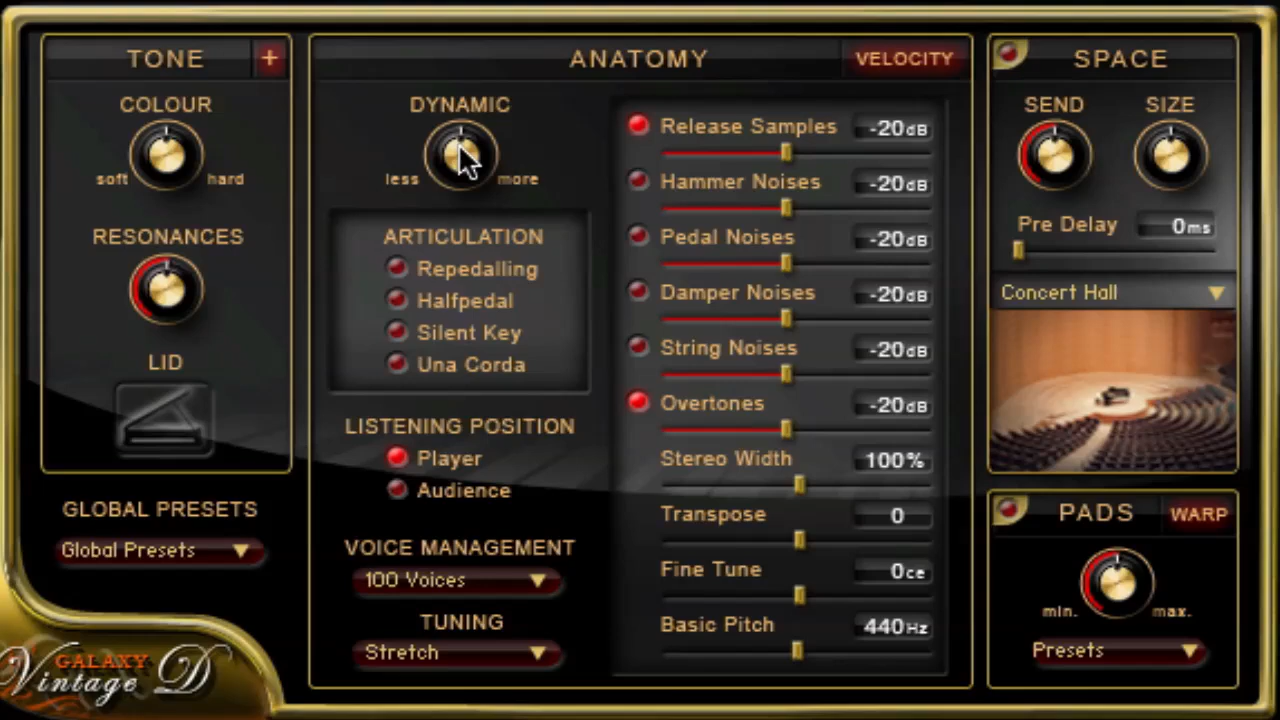 TONE +
COLOUR
soft hard
RESONANCES
LID
GLOBAL PRESETS
Global Presets
GALAXY
Vintage D
ANATOMY VELOCITY
DYNAMIC
less more
ARTICULATION
Repedalling
Halfpedal
Silent Key
Una Corda
LISTENING POSITION
Player
Audience
VOICE MANAGEMENT
100 Voices
TUNING
Stretch
Release Samples -20dB
Hammer Noises -20dB
Pedal Noises -20dB
Damper Noises -20dB
String Noises -20dB
Overtones -20dB
Stereo Width 100%
Transpose 0
Fine Tune 0ce
Basic Pitch 440Hz
SPACE
SEND SIZE
Pre Delay 0ms
Concert Hall
PADS WARP
min. max.
Presets